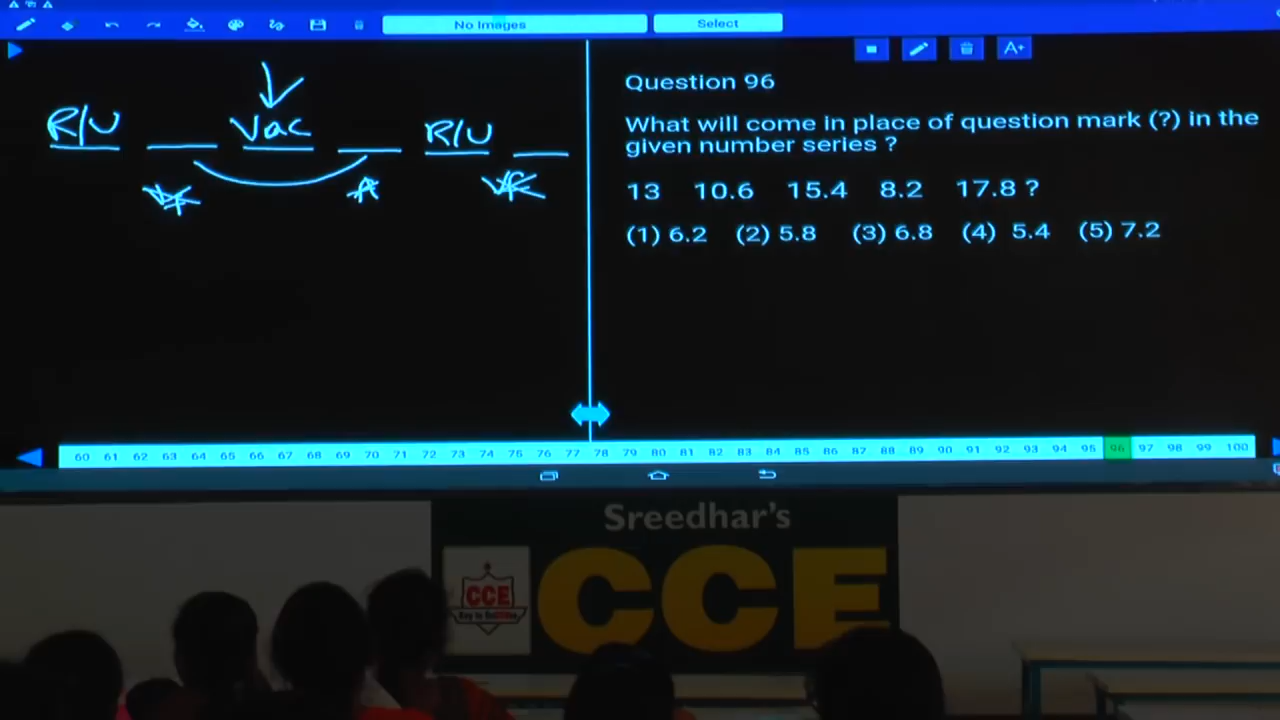 No Images
Select
A+
R/U
Vac
R/U
A
Question 96
What will come in place of question mark (?) in the
given number series ?
13 10.6 15.4 8.2 17.8 ?
(1) 6.2 (2) 5.8 (3) 6.8 (4) 5.4 (5) 7.2
60 61 62 63 64 65 66 67 68 69 70 71 72 73 74 75 76 77 78 79 80 81 82 83 84 85 86 87 88 89 90 91 92 93 94 95 96 97 98 99 100
Sreedhar's
CCE
CCE